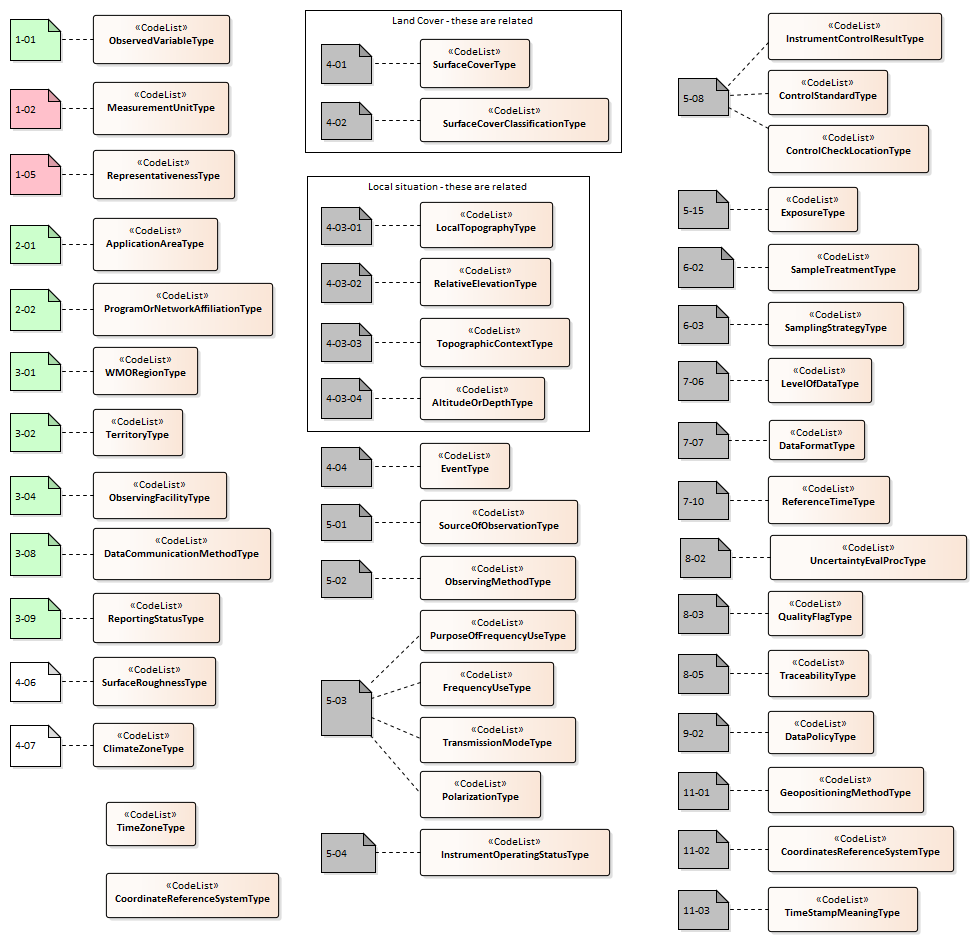 1-01
«CodeList»
ObservedVariableType
1-02
«CodeList»
MeasurementUnitType
1-05
«CodeList»
RepresentativenessType
2-01
«CodeList»
ApplicationAreaType
2-02
«CodeList»
ProgramOrNetworkAffiliationType
3-01
«CodeList»
WMORegionType
3-02
«CodeList»
TerritoryType
3-04
«CodeList»
ObservingFacilityType
3-08
«CodeList»
DataCommunicationMethodType
3-09
«CodeList»
ReportingStatusType
4-06
«CodeList»
SurfaceRoughnessType
4-07
«CodeList»
ClimateZoneType
«CodeList»
TimeZoneType
«CodeList»
CoordinateReferenceSystemType
Land Cover - these are related
4-01
«CodeList»
SurfaceCoverType
4-02
«CodeList»
SurfaceCoverClassificationType
Local situation - these are related
4-03-01
«CodeList»
LocalTopographyType
4-03-02
«CodeList»
RelativeElevationType
4-03-03
«CodeList»
TopographicContextType
4-03-04
«CodeList»
AltitudeOrDepthType
4-04
«CodeList»
EventType
5-01
«CodeList»
SourceOfObservationType
5-02
«CodeList»
ObservingMethodType
5-03
«CodeList»
PurposeOfFrequencyUseType
«CodeList»
FrequencyUseType
«CodeList»
TransmissionModeType
«CodeList»
PolarizationType
5-04
«CodeList»
InstrumentOperatingStatusType
5-08
«CodeList»
InstrumentControlResultType
«CodeList»
ControlStandardType
«CodeList»
ControlCheckLocationType
5-15
«CodeList»
ExposureType
6-02
«CodeList»
SampleTreatmentType
6-03
«CodeList»
SamplingStrategyType
7-06
«CodeList»
LevelOfDataType
7-07
«CodeList»
DataFormatType
7-10
«CodeList»
ReferenceTimeType
8-02
«CodeList»
UncertaintyEvalProcType
8-03
«CodeList»
QualityFlagType
8-05
«CodeList»
TraceabilityType
9-02
«CodeList»
DataPolicyType
11-01
«CodeList»
GeopositioningMethodType
11-02
«CodeList»
CoordinatesReferenceSystemType
11-03
«CodeList»
TimeStampMeaningType